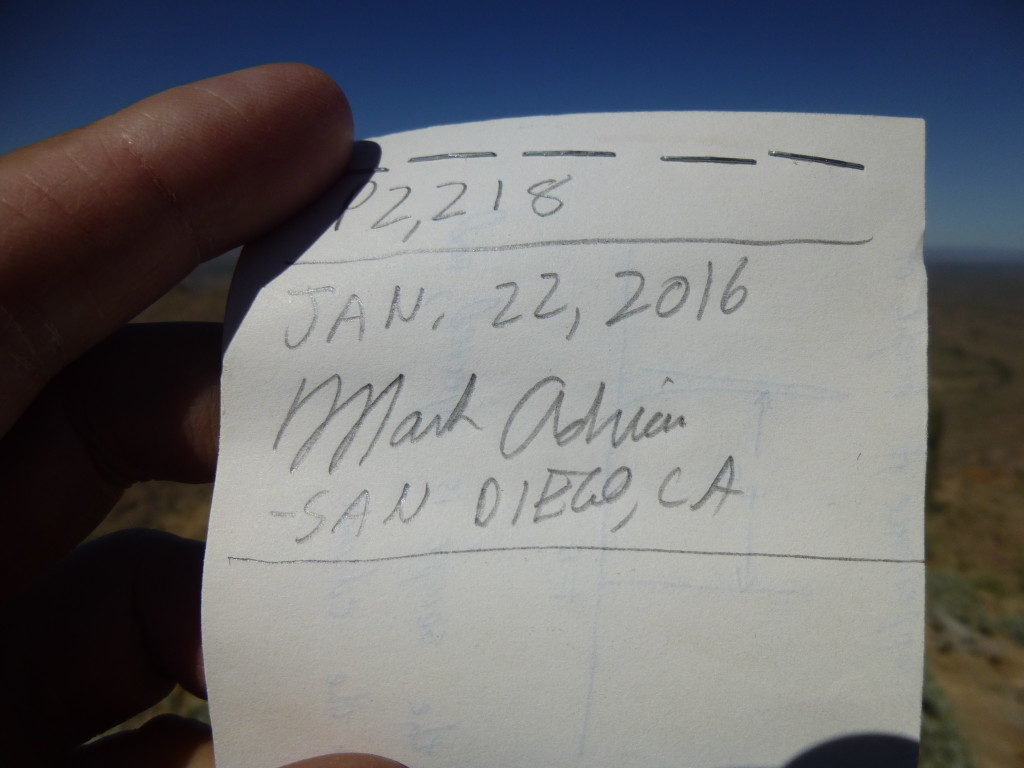 P2,218
JAN. 22, 2016
Mark Adrian
-SAN DIEGO, CA